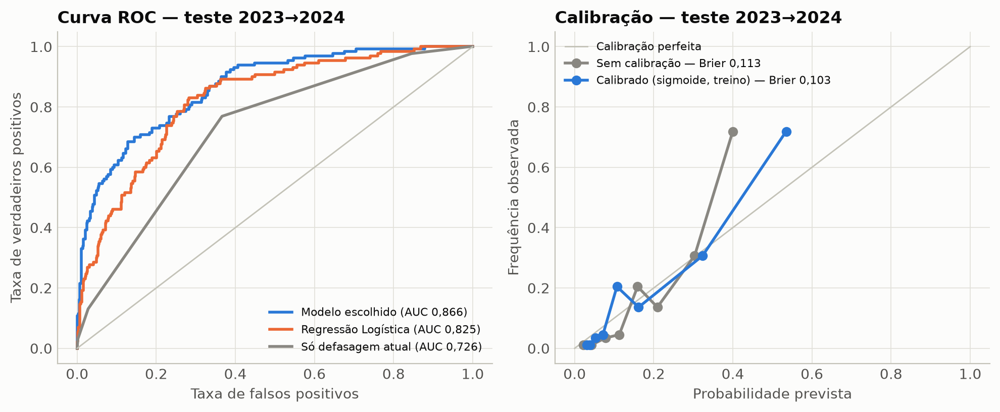 Curva ROC — teste 2023→2024
Taxa de verdadeiros positivos
1.0
0.8
0.6
0.4
0.2
0.0
Modelo escolhido (AUC 0,866)
Regressão Logística (AUC 0,825)
Só defasagem atual (AUC 0,726)
0.0 0.2 0.4 0.6 0.8 1.0
Taxa de falsos positivos
Calibração — teste 2023→2024
Frequência observada
1.0
0.8
0.6
0.4
0.2
0.0
Calibração perfeita
Sem calibração — Brier 0,113
Calibrado (sigmoide, treino) — Brier 0,103
0.0 0.2 0.4 0.6 0.8 1.0
Probabilidade prevista